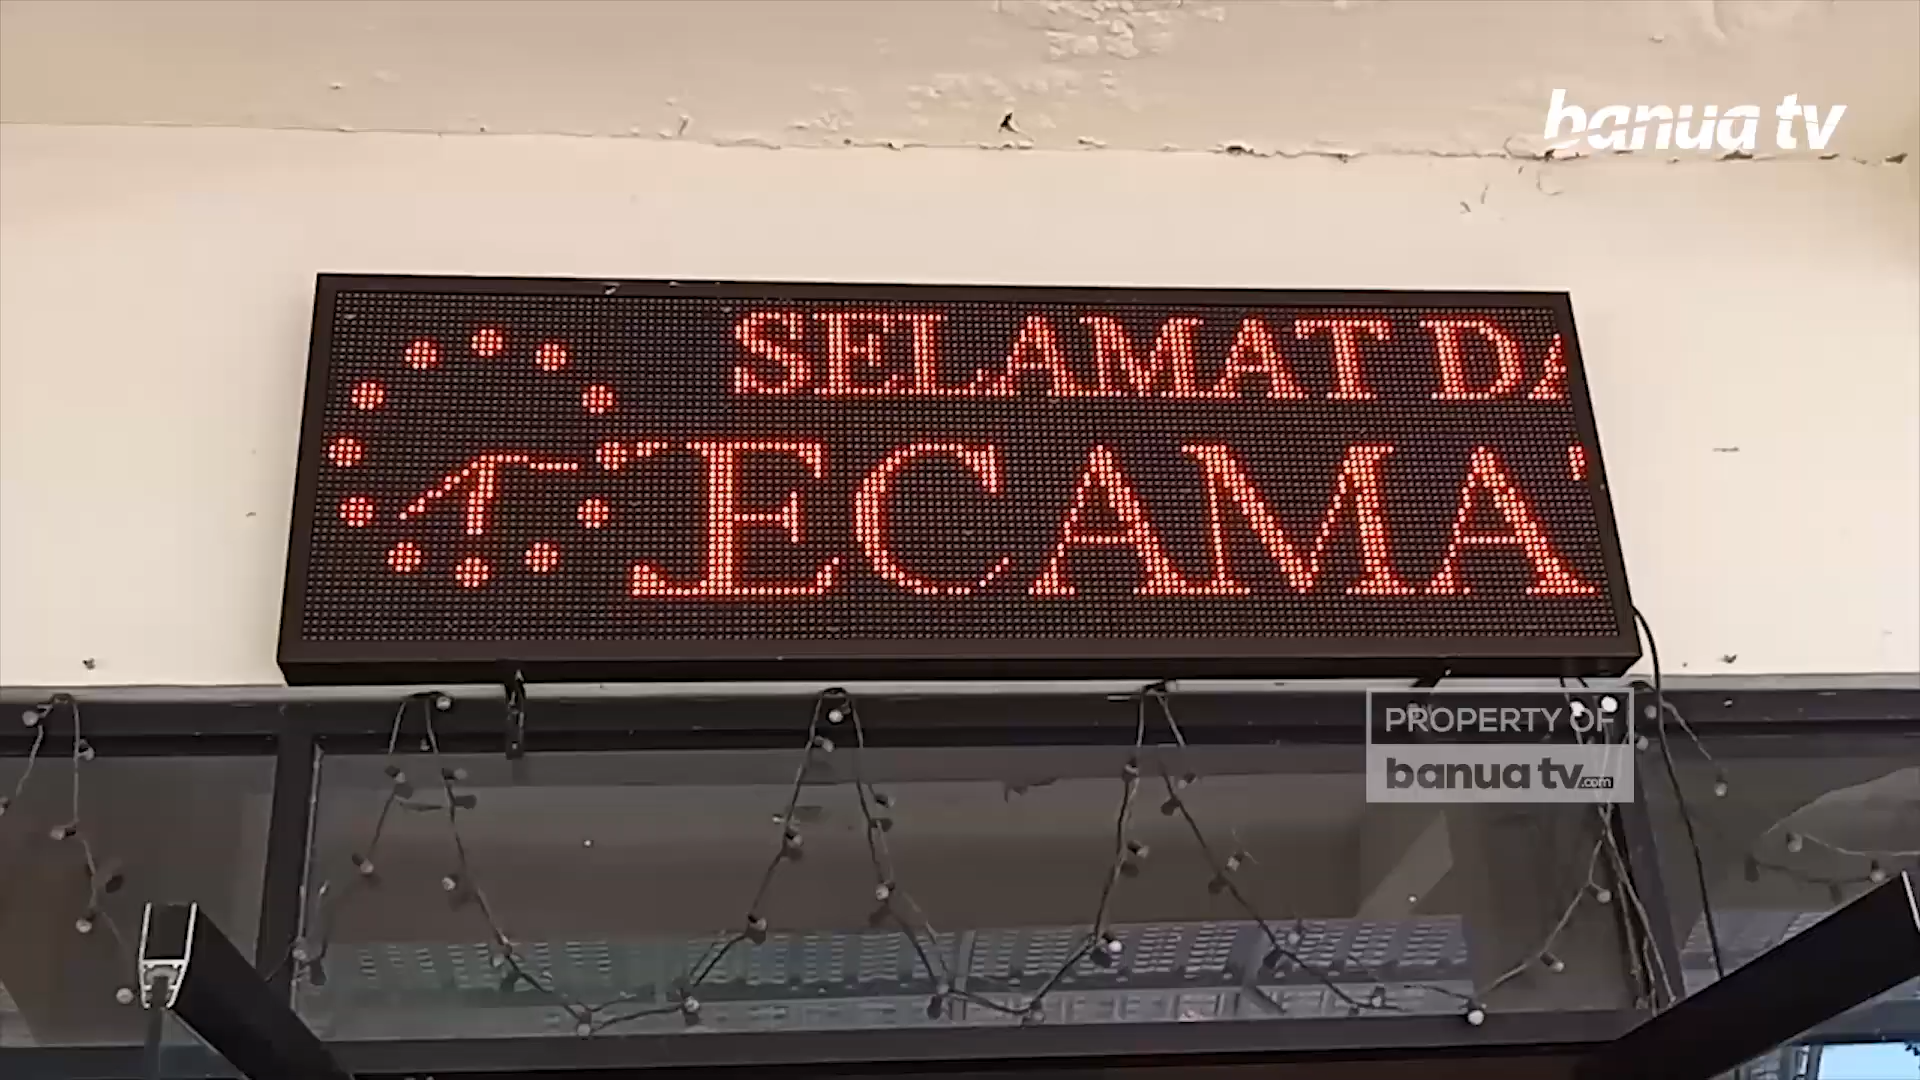 banua tv
SELAMAT DA
ECAMA
PROPERTY OF
banua tv.com